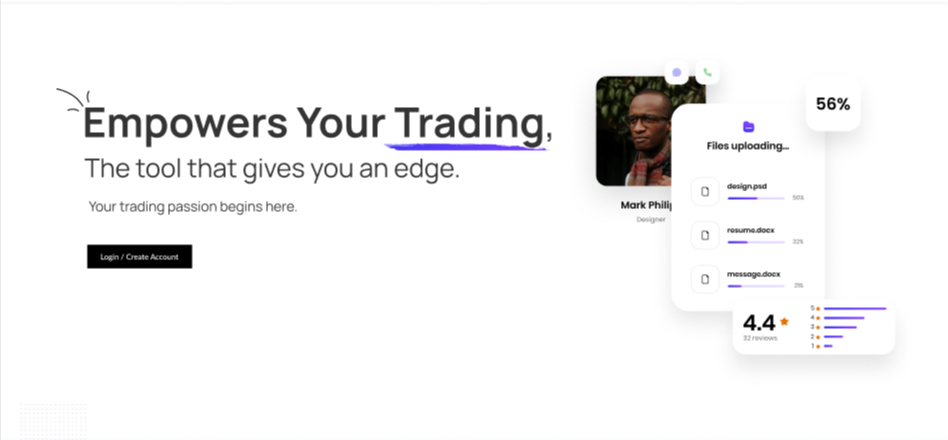 Empowers Your Trading,
The tool that gives you an edge.
Your trading passion begins here.
Login / Create Account
Mark Philip
Designer
56%
Files uploading...
design.psd
56%
resume.docx
message.docx
4.4
32 reviews
5
4
3
2
1